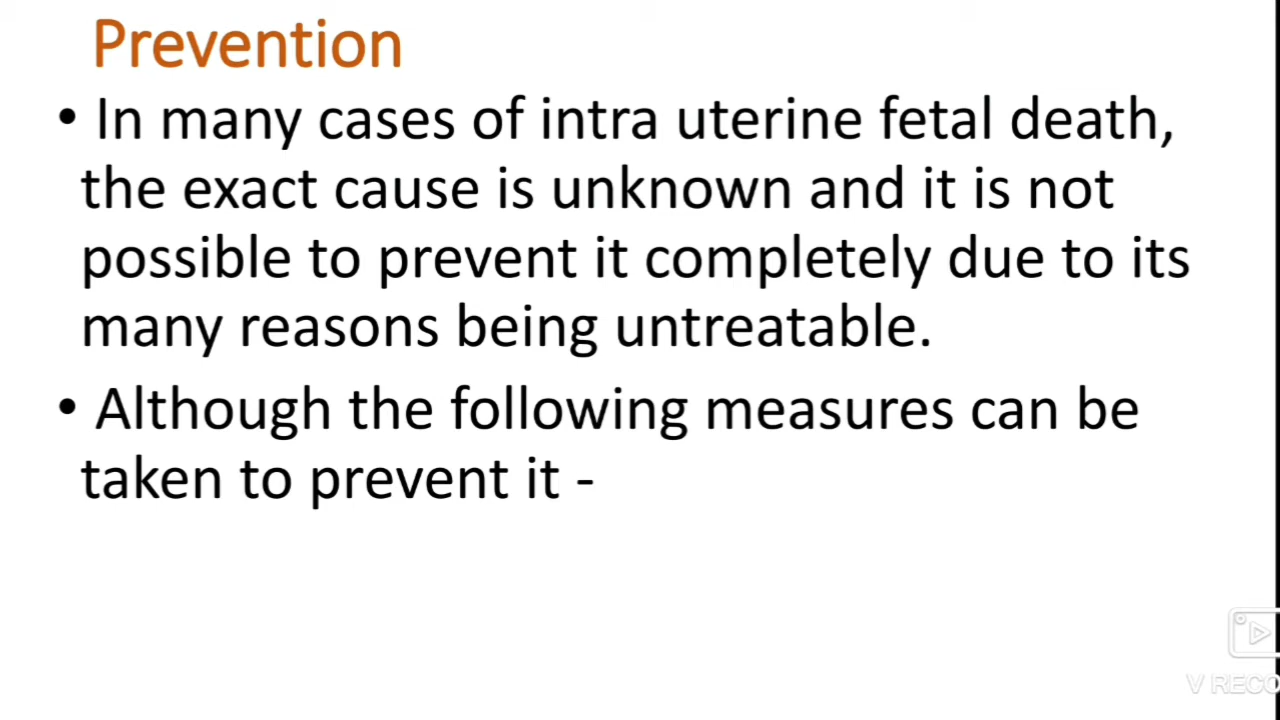 Prevention
• In many cases of intra uterine fetal death,
the exact cause is unknown and it is not
possible to prevent it completely due to its
many reasons being untreatable.
• Although the following measures can be
taken to prevent it -
V RECO